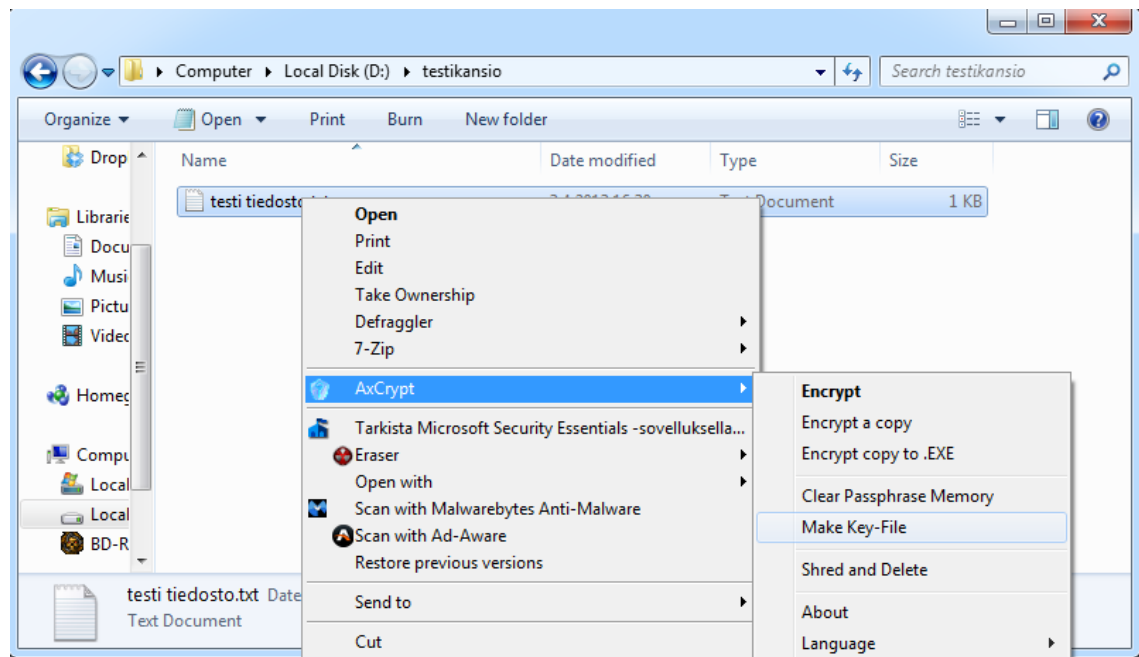 Computer Local Disk (D:) testikansio Search testikansio
Organize Open Print Burn New folder
Drop
Librarie
Docu
Musi
Pictu
Homeg
Compu
Local
Local
BD-R
Name Date modified Type Size
testi Document 1 KB
Open
Print
Edit
Take Ownership
Defraggler
7-Zip
AxCrypt
Tarkista Microsoft Security Essentials -sovelluksella...
Eraser
Open with
Scan with Malwarebytes Anti-Malware
Scan with Ad-Aware
Restore previous versions
Send to
Cut
Encrypt
Encrypt a copy
Encrypt copy to .EXE
Clear Passphrase Memory
Make Key-File
Shred and Delete
About
Language
testi tiedosto.txt Date
Text Document